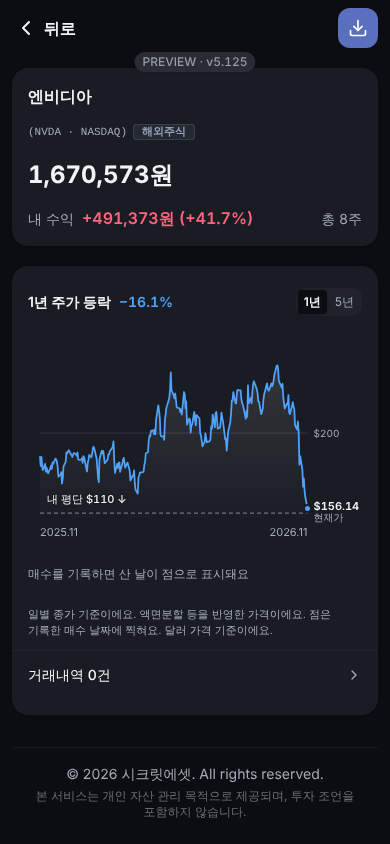 뒤로
PREVIEW · v5.125
엔비디아
(NVDA · NASDAQ) 해외주식
1,670,573원
내 수익 +491,373원 (+41.7%) 총 8주
1년 주가 등락 −16.1% 1년 5년
$200
내 평단 $110 ↓
$156.14
현재가
2025.11 2026.11
매수를 기록하면 산 날이 점으로 표시돼요
일별 종가 기준이에요. 액면분할 등을 반영한 가격이에요. 점은
기록한 매수 날짜에 찍혀요. 달러 가격 기준이에요.
거래내역 0건
© 2026 시크릿에셋. All rights reserved.
본 서비스는 개인 자산 관리 목적으로 제공되며, 투자 조언을
포함하지 않습니다.